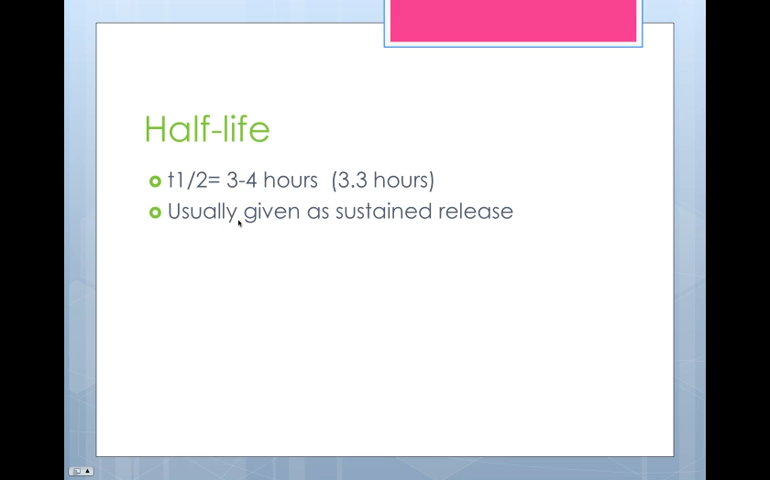 Half-life
t1/2= 3-4 hours (3.3 hours)
Usually given as sustained release